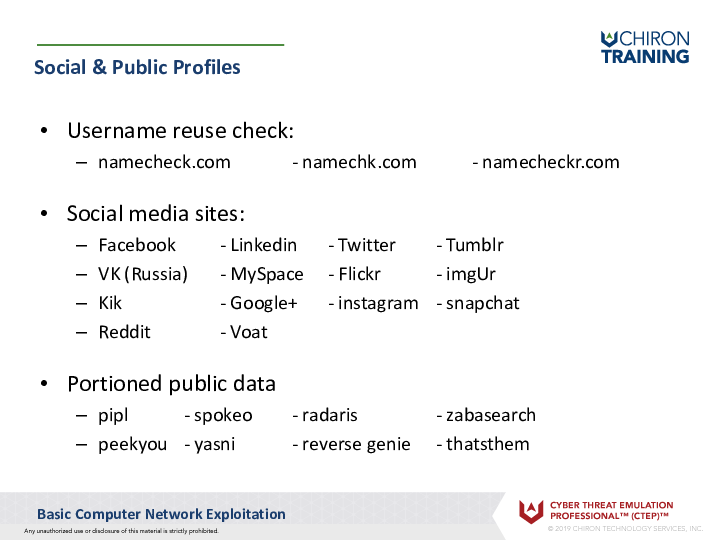 CHIRON
TRAINING
Social & Public Profiles
• Username reuse check:
– namecheck.com - namechk.com - namecheckr.com
• Social media sites:
– Facebook - Linkedin - Twitter - Tumblr
– VK (Russia) - MySpace - Flickr - imgUr
– Kik - Google+ - instagram - snapchat
– Reddit - Voat
• Portioned public data
– pipl - spokeo - radaris - zabasearch
– peekyou - yasni - reverse genie - thatsthem
Basic Computer Network Exploitation
CYBER THREAT EMULATION
PROFESSIONAL™ (CTEP)™
Any unauthorized use or disclosure of this material is strictly prohibited.
© 2019 CHIRON TECHNOLOGY SERVICES, INC.